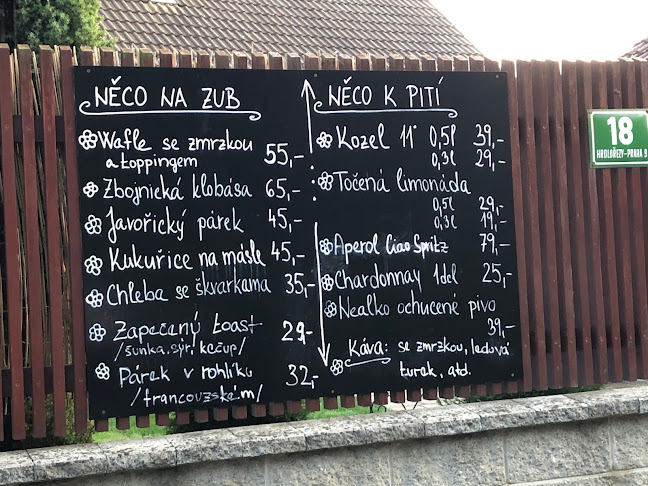 NĚCO NA ZUB
Wafle se zmrzkou
a toppingem 55,-
Zbojnická klobása 65,-
Javořický párek 45,-
Kukuřice na másle 45,-
Chleba se škvarkama 35,-
Zapečený toast 29,-
/šunka, sýr, kečup/
Párek v rohlíku 32,-
/francouzském/
NĚCO K PITÍ
Kozel 11° 0,5l 39,-
0,3l 29,-
Točená limonáda
0,5l 29,-
0,3l 19,-
Aperol Ciao Spritz 79,-
Chardonnay 1del 25,-
Nealko ochucené pivo
39,-
Káva: se zmrzkou, ledová
turek, atd.
18
HRDLOŘEZY-PRAHA 9